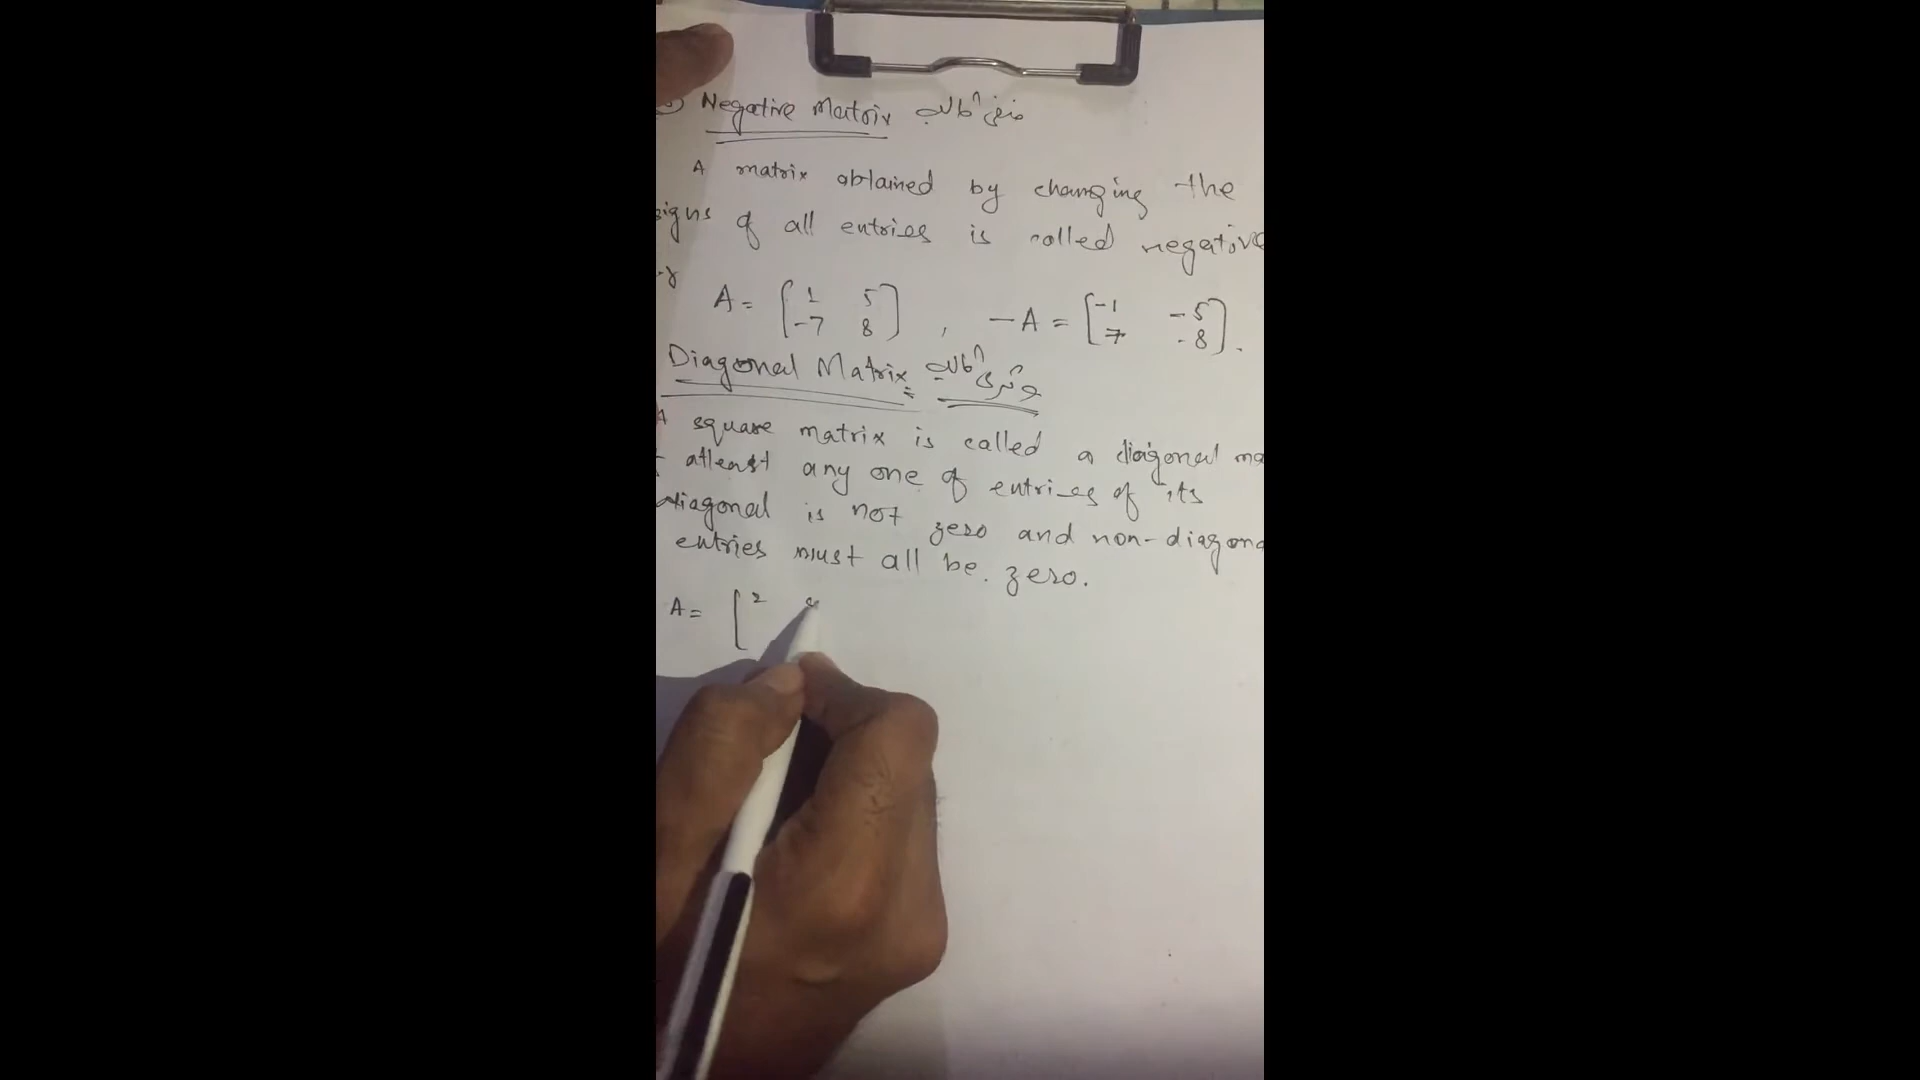 Negative Matrix منفی قالب
A matrix obtained by changing the
signs of all entries is called negative
A = [1 5 -7 8] , -A = [-1 -5 7 -8].
Diagonal Matrix = وتری قالب
A square matrix is called a diagonal ma
atleast any one of entries of its
diagonal is not zero and non-diagona
entries must all be. zero.
A = [2